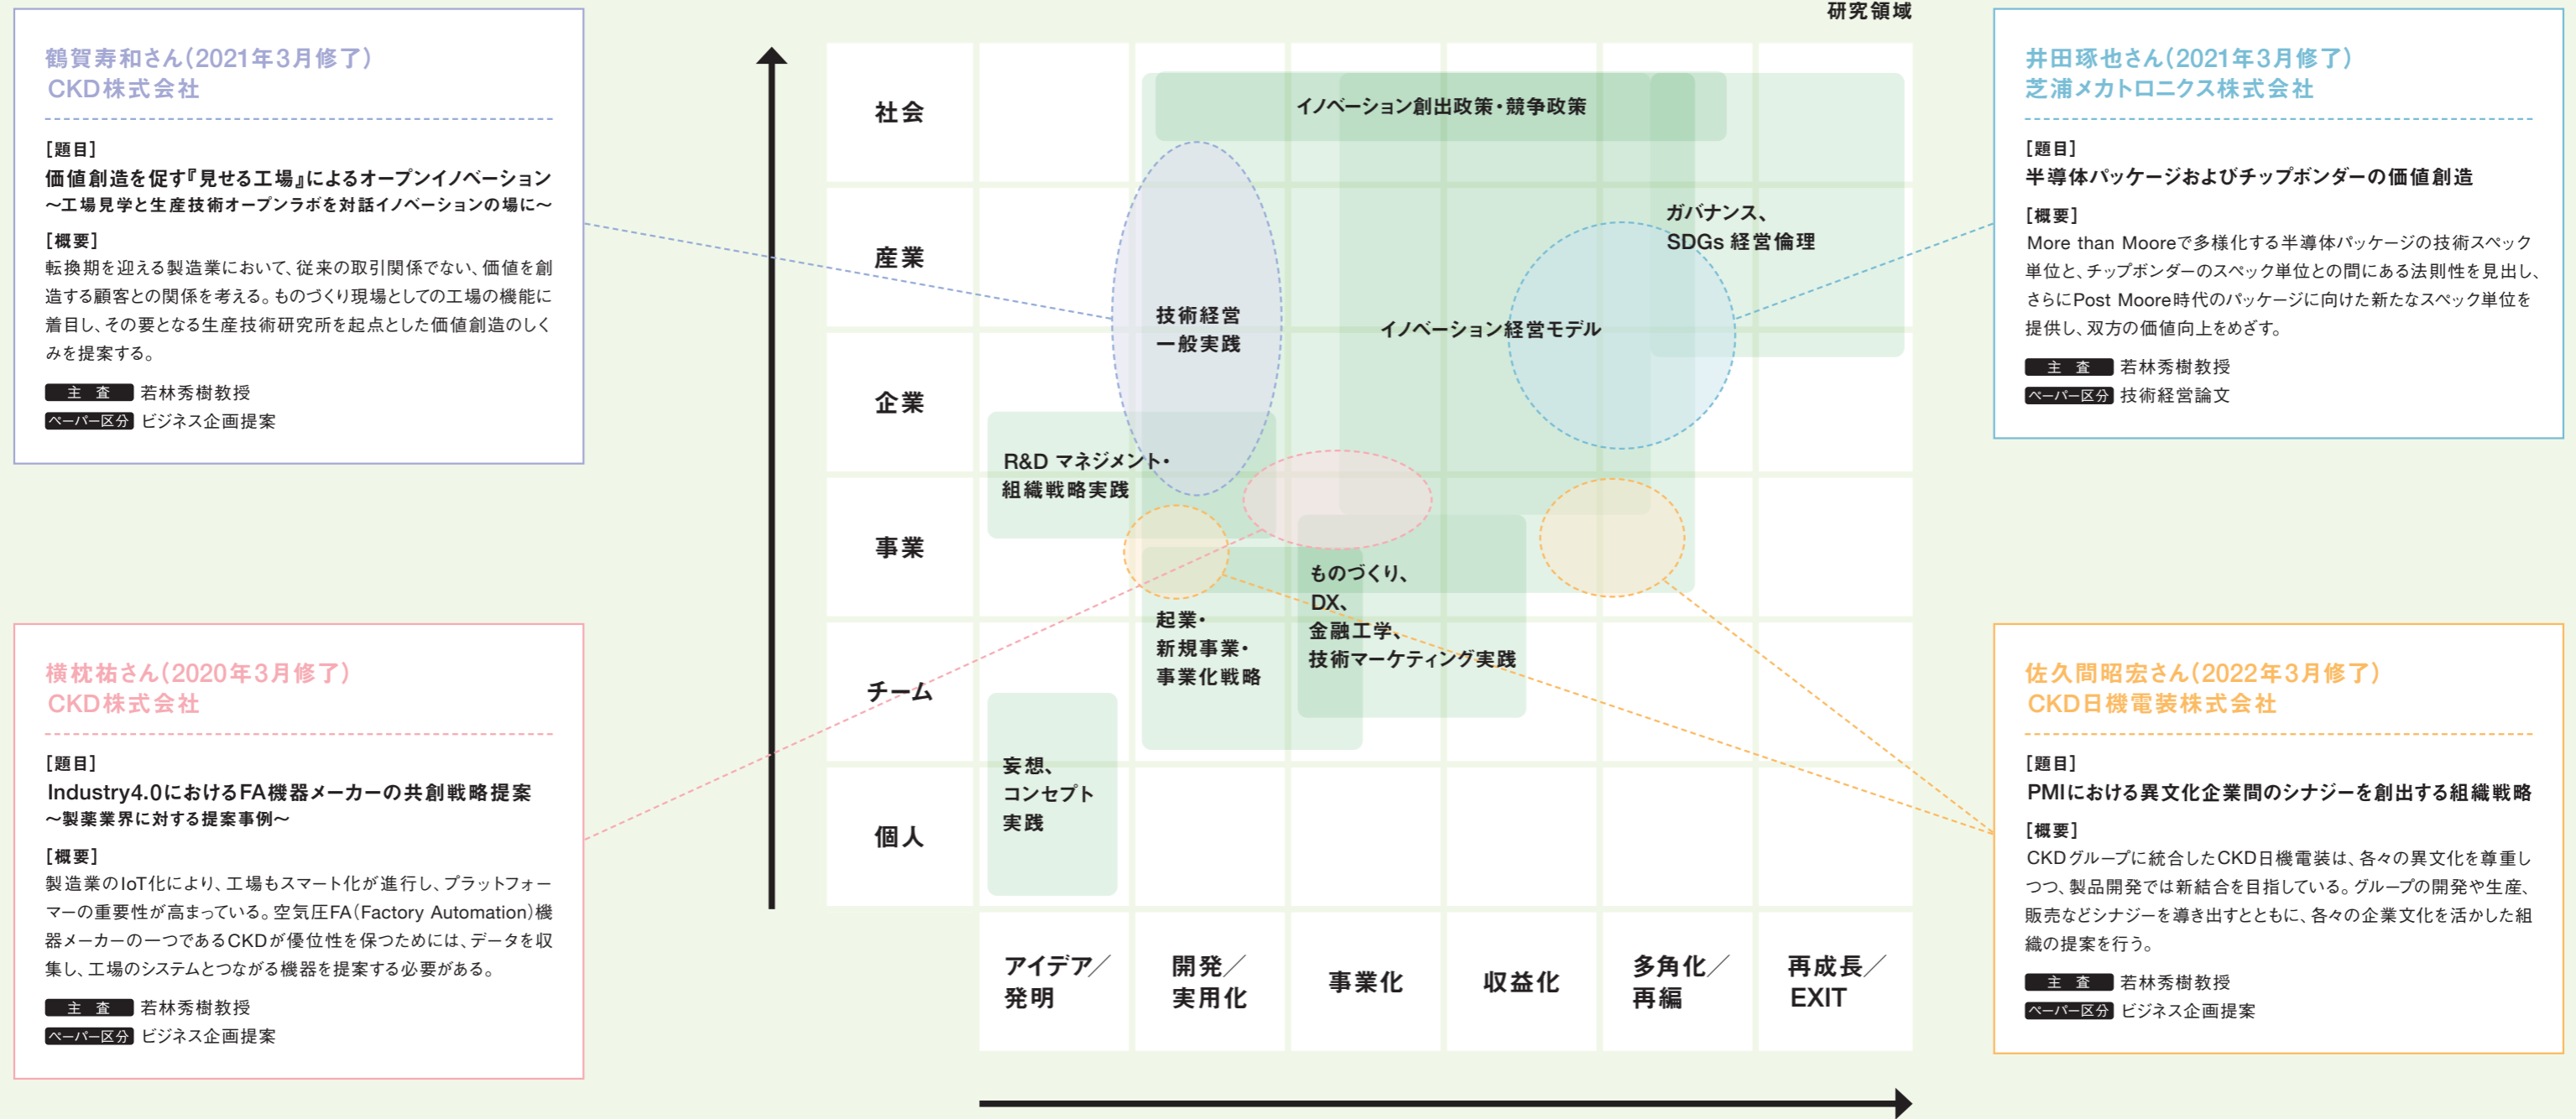 研究領域
鶴賀寿和さん(2021年3月修了)
CKD株式会社
[題目]
価値創造を促す『見せる工場』によるオープンイノベーション
〜工場見学と生産技術オープンラボを対話イノベーションの場に〜
[概要]
転換期を迎える製造業において、従来の取引関係でない、価値を創
造する顧客との関係を考える。ものづくり現場としての工場の機能に
着目し、その要となる生産技術研究所を起点とした価値創造のしく
みを提案する。
主 査 若林秀樹教授
ペーパー区分 ビジネス企画提案
横枕祐さん(2020年3月修了)
CKD株式会社
[題目]
Industry4.0におけるFA機器メーカーの共創戦略提案
〜製薬業界に対する提案事例〜
[概要]
製造業のIoT化により、工場もスマート化が進行し、プラットフォー
マーの重要性が高まっている。空気圧FA(Factory Automation)機
器メーカーの一つであるCKDが優位性を保つためには、データを収
集し、工場のシステムとつながる機器を提案する必要がある。
主 査 若林秀樹教授
ペーパー区分 ビジネス企画提案
社会
産業
企業
事業
チーム
個人
イノベーション創出政策・競争政策
ガバナンス、
SDGs 経営倫理
技術経営
一般実践
イノベーション経営モデル
R&D マネジメント・
組織戦略実践
ものづくり、
DX、
金融工学、
技術マーケティング実践
起業・
新規事業・
事業化戦略
妄想、
コンセプト
実践
アイデア／
発明
開発／
実用化
事業化
収益化
多角化／
再編
再成長／
EXIT
井田琢也さん(2021年3月修了)
芝浦メカトロニクス株式会社
[題目]
半導体パッケージおよびチップボンダーの価値創造
[概要]
More than Mooreで多様化する半導体パッケージの技術スペック
単位と、チップボンダーのスペック単位との間にある法則性を見出し、
さらにPost Moore時代のパッケージに向けた新たなスペック単位を
提供し、双方の価値向上をめざす。
主 査 若林秀樹教授
ペーパー区分 技術経営論文
佐久間昭宏さん(2022年3月修了)
CKD日機電装株式会社
[題目]
PMIにおける異文化企業間のシナジーを創出する組織戦略
[概要]
CKDグループに統合したCKD日機電装は、各々の異文化を尊重し
つつ、製品開発では新結合を目指している。グループの開発や生産、
販売などシナジーを導き出すとともに、各々の企業文化を活かした組
織の提案を行う。
主 査 若林秀樹教授
ペーパー区分 ビジネス企画提案